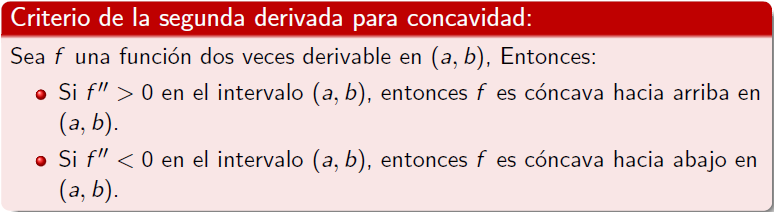 Criterio de la segunda derivada para concavidad:
Sea f una función dos veces derivable en (a, b), Entonces:
Si f″ > 0 en el intervalo (a, b), entonces f es cóncava hacia arriba en
(a, b).
Si f″ < 0 en el intervalo (a, b), entonces f es cóncava hacia abajo en
(a, b).